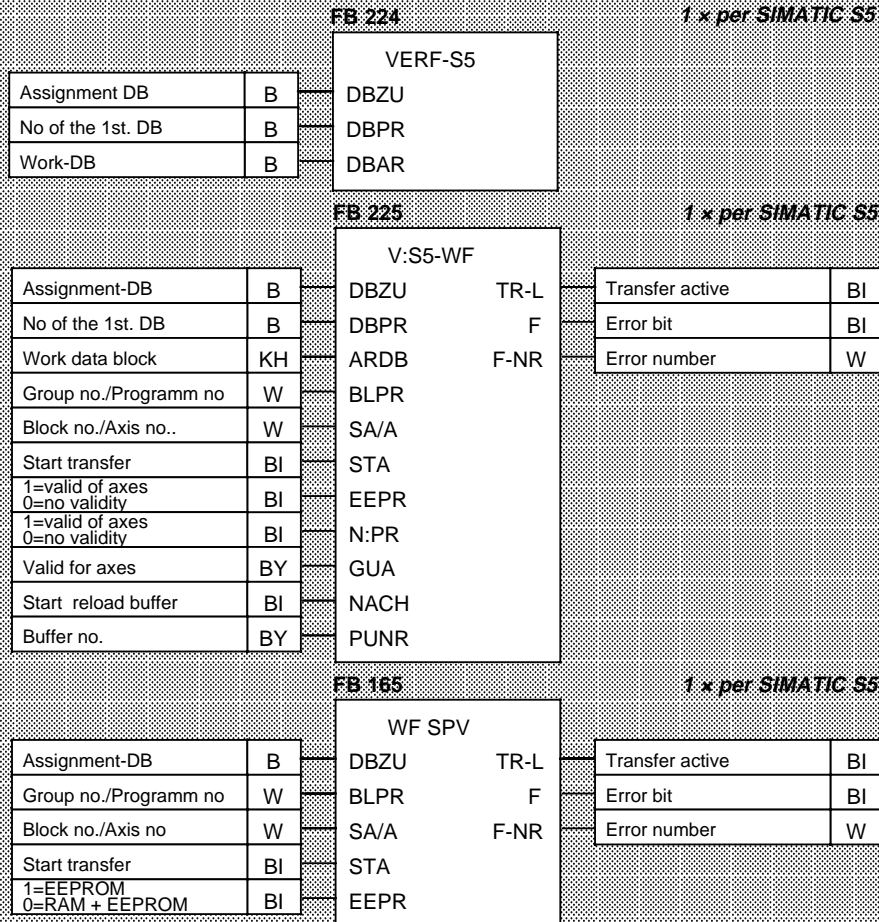 FB 224 1 × per SIMATIC S5
VERF-S5
Assignment DB B DBZU
No of the 1st. DB B DBPR
Work-DB B DBAR
FB 225 1 × per SIMATIC S5
V:S5-WF
Assignment-DB B DBZU TR-L Transfer active BI
No of the 1st. DB B DBPR F Error bit BI
Work data block KH ARDB F-NR Error number W
Group no./Programm no W BLPR
Block no./Axis no.. W SA/A
Start transfer BI STA
1=valid of axes
0=no validity BI EEPR
1=valid of axes
0=no validity BI N:PR
Valid for axes BY GUA
Start reload buffer BI NACH
Buffer no. BY PUNR
FB 165 1 × per SIMATIC S5
WF SPV
Assignment-DB B DBZU TR-L Transfer active BI
Group no./Programm no W BLPR F Error bit BI
Block no./Axis no W SA/A F-NR Error number W
Start transfer BI STA
1=EEPROM
0=RAM + EEPROM BI EEPR